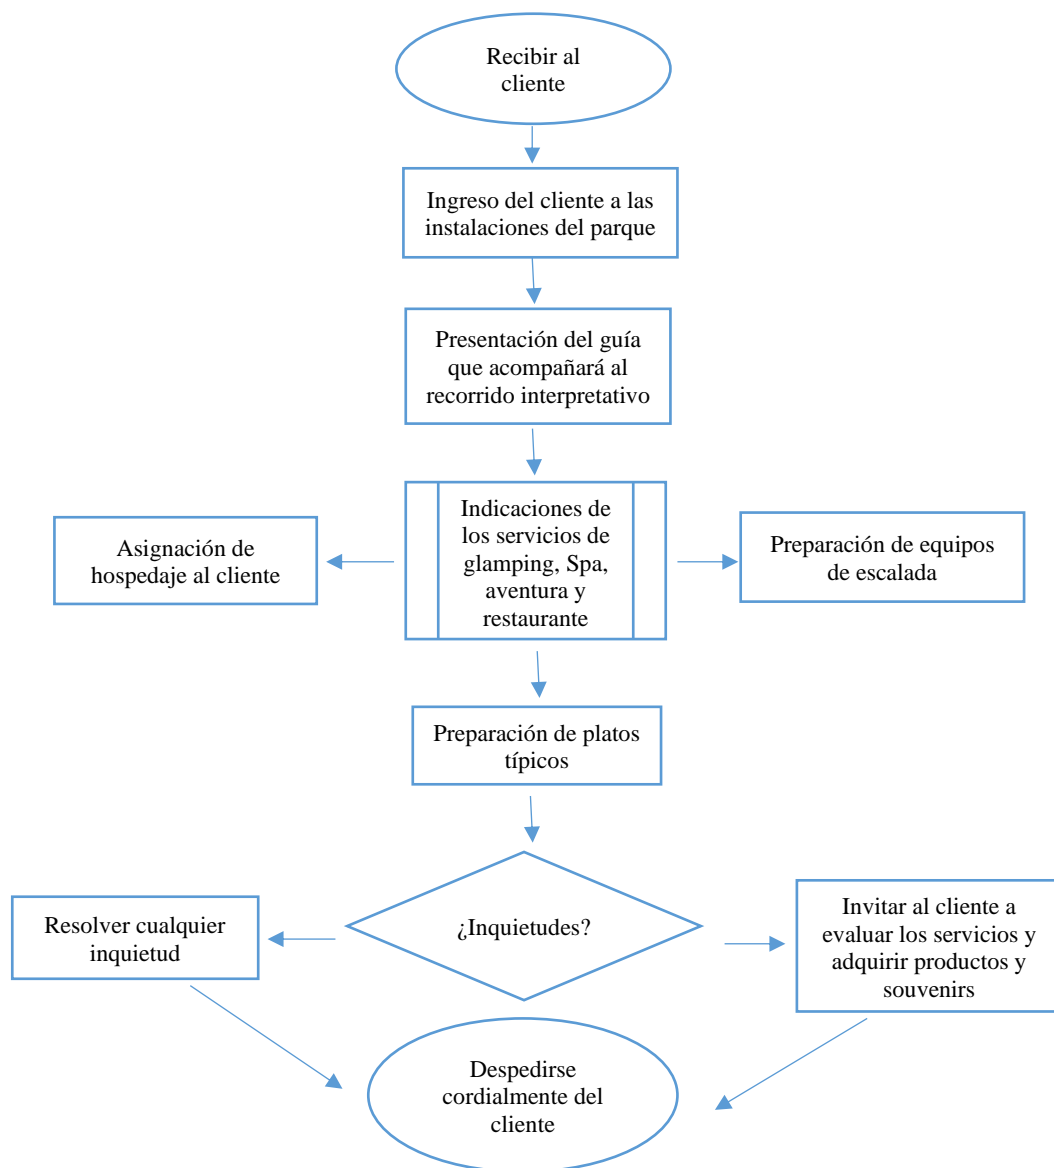 Recibir al
cliente
Ingreso del cliente a las
instalaciones del parque
Presentación del guía
que acompañará al
recorrido interpretativo
Indicaciones de
los servicios de
glamping, Spa,
aventura y
restaurante
Asignación de
hospedaje al cliente
Preparación de equipos
de escalada
Preparación de platos
típicos
¿Inquietudes?
Resolver cualquier
inquietud
Invitar al cliente a
evaluar los servicios y
adquirir productos y
souvenirs
Despedirse
cordialmente del
cliente